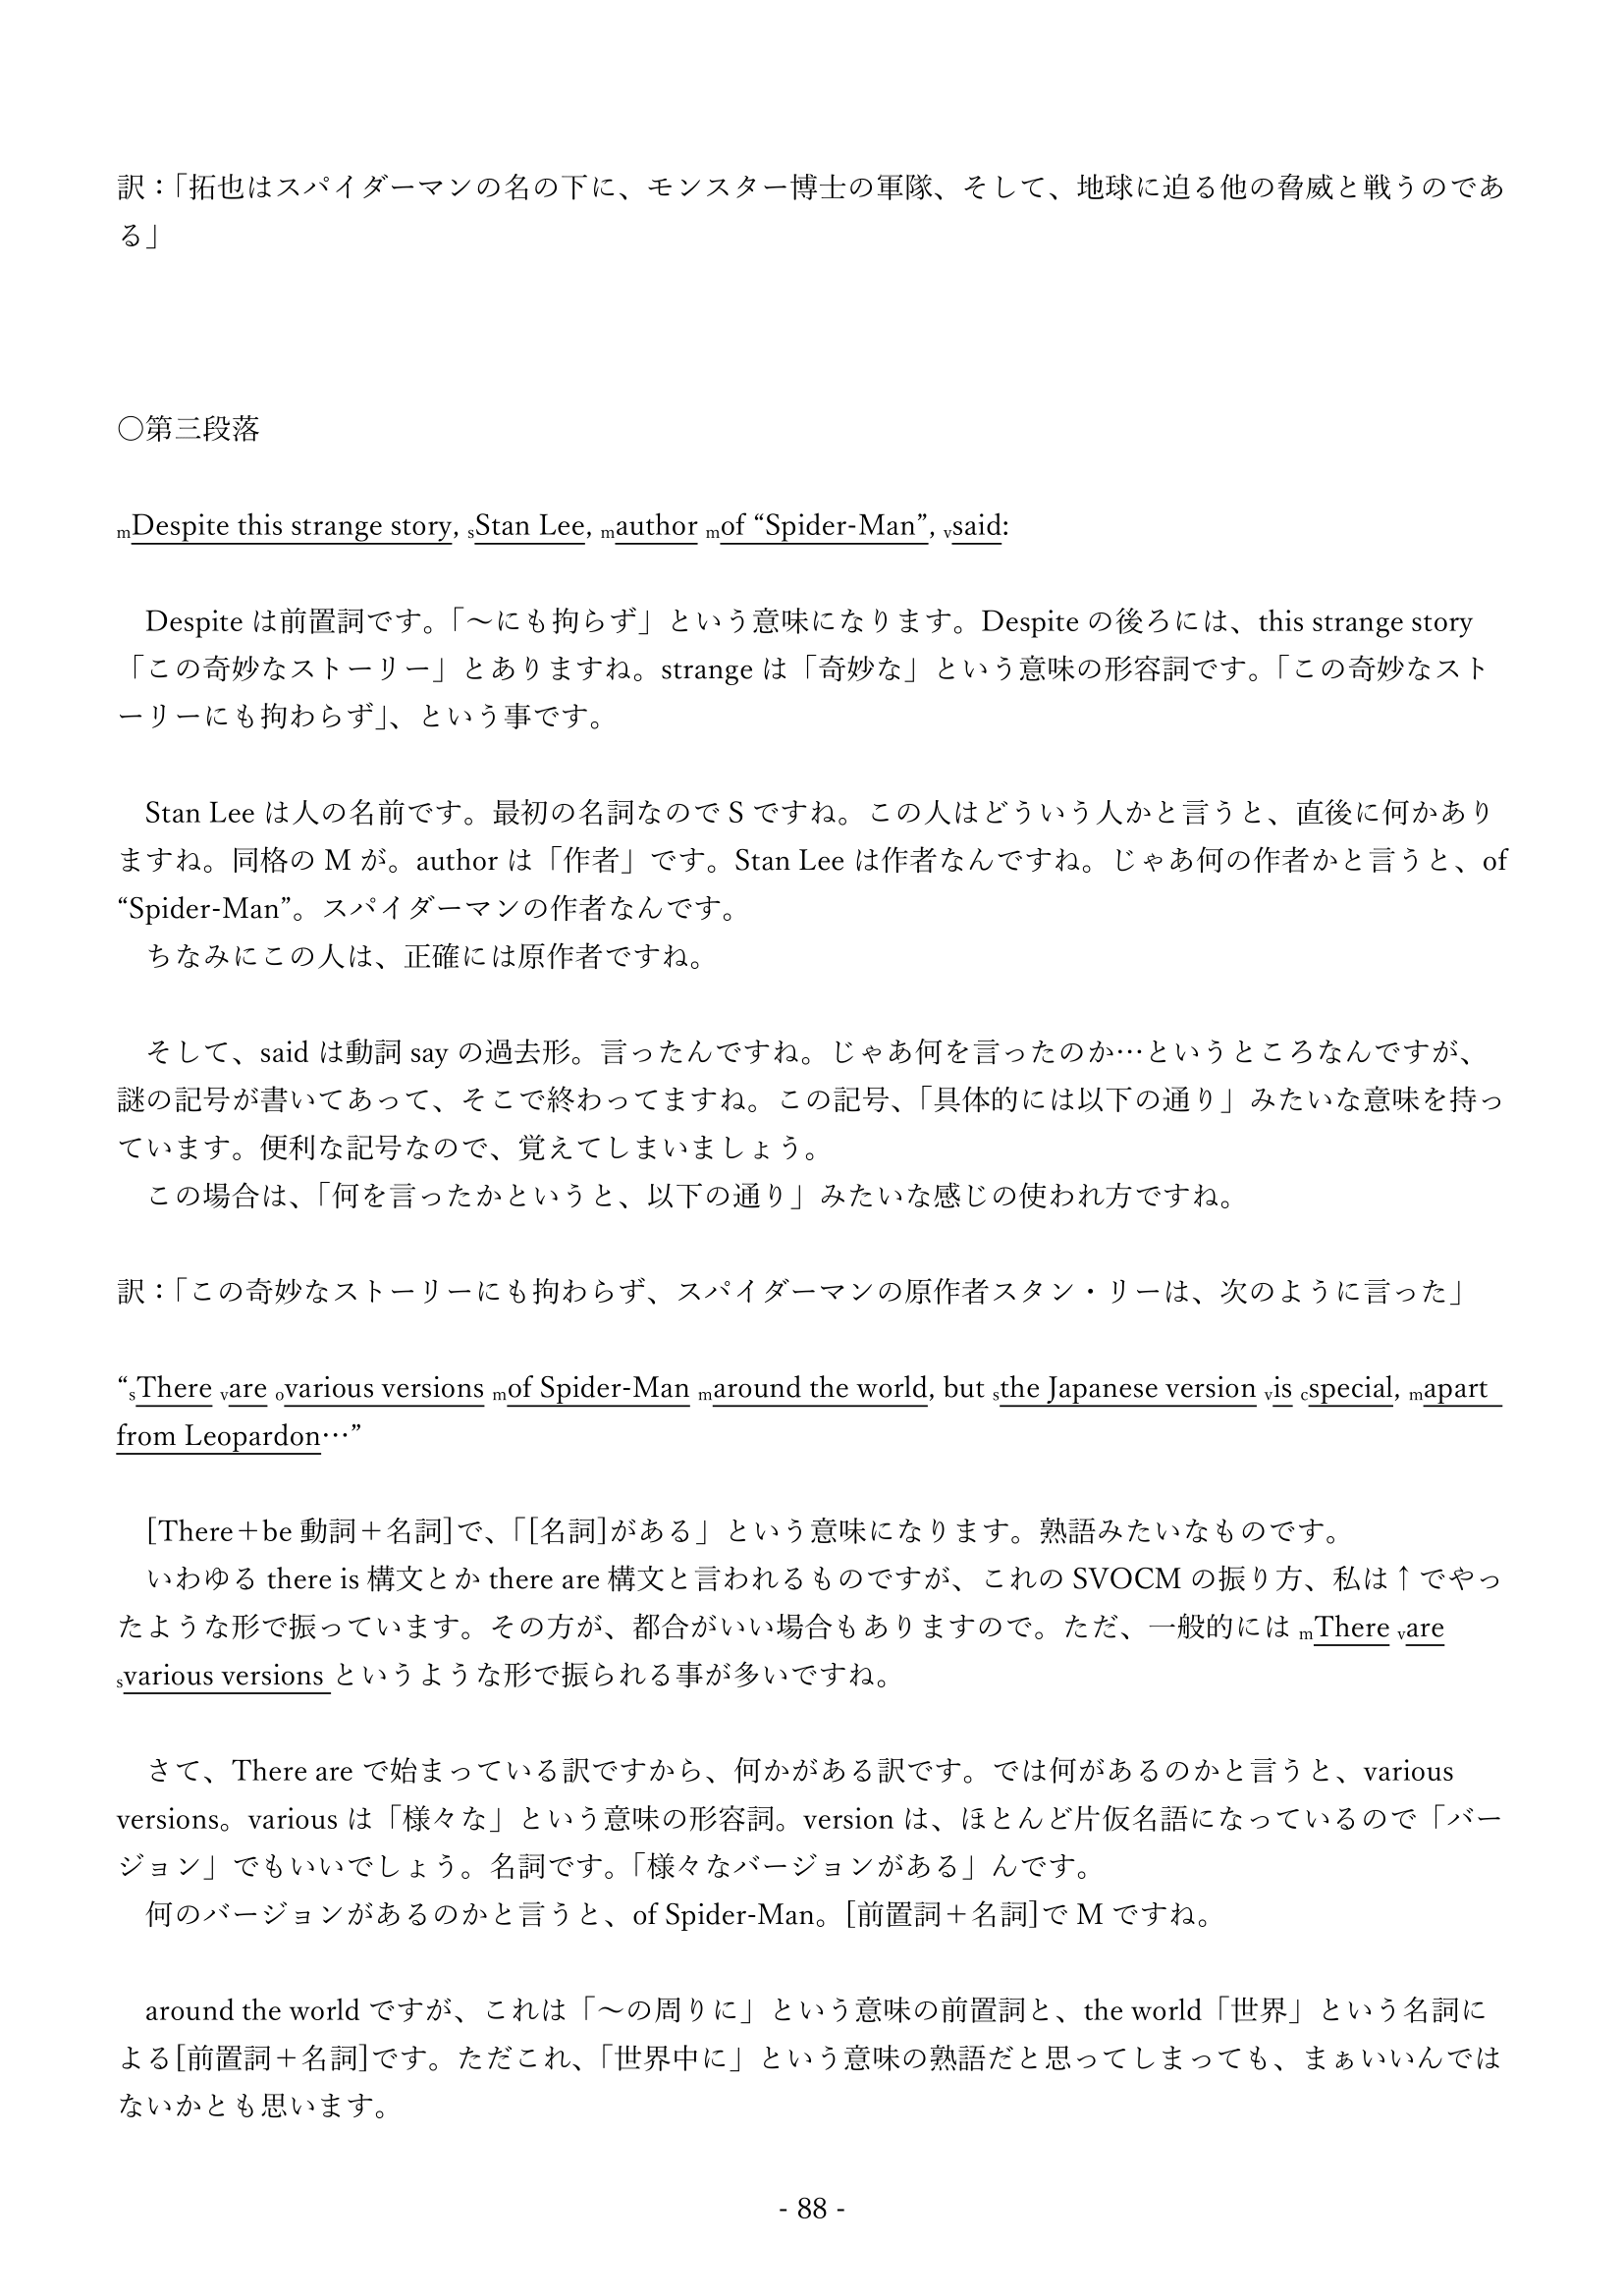 訳：「拓也はスパイダーマンの名の下に、モンスター博士の軍隊、そして、地球に迫る他の脅威と戦うのであ
る」
○第三段落
mDespite this strange story, sStan Lee, mauthor mof “Spider-Man”, vsaid:
Despite は前置詞です。「～にも拘らず」という意味になります。Despite の後ろには、this strange story
「この奇妙なストーリー」とありますね。strange は「奇妙な」という意味の形容詞です。「この奇妙なスト
ーリーにも拘わらず」、という事です。
Stan Lee は人の名前です。最初の名詞なので S ですね。この人はどういう人かと言うと、直後に何かあり
ますね。同格の M が。author は「作者」です。Stan Lee は作者なんですね。じゃあ何の作者かと言うと、of
“Spider-Man”。スパイダーマンの作者なんです。
ちなみにこの人は、正確には原作者ですね。
そして、said は動詞 say の過去形。言ったんですね。じゃあ何を言ったのか…というところなんですが、
謎の記号が書いてあって、そこで終わってますね。この記号、「具体的には以下の通り」みたいな意味を持っ
ています。便利な記号なので、覚えてしまいましょう。
この場合は、「何を言ったかというと、以下の通り」みたいな感じの使われ方ですね。
訳：「この奇妙なストーリーにも拘わらず、スパイダーマンの原作者スタン・リーは、次のように言った」
“sThere vare ovarious versions mof Spider-Man maround the world, but sthe Japanese version vis cspecial, mapart
from Leopardon…”
[There＋be 動詞＋名詞]で、「[名詞]がある」という意味になります。熟語みたいなものです。
いわゆる there is 構文とか there are 構文と言われるものですが、これの SVOCM の振り方、私は↑でやっ
たような形で振っています。その方が、都合がいい場合もありますので。ただ、一般的には mThere vare
svarious versions というような形で振られる事が多いですね。
さて、There are で始まっている訳ですから、何かがある訳です。では何があるのかと言うと、various
versions。various は「様々な」という意味の形容詞。version は、ほとんど片仮名語になっているので「バー
ジョン」でもいいでしょう。名詞です。「様々なバージョンがある」んです。
何のバージョンがあるのかと言うと、of Spider-Man。[前置詞＋名詞]で M ですね。
around the world ですが、これは「～の周りに」という意味の前置詞と、the world「世界」という名詞に
よる[前置詞＋名詞]です。ただこれ、「世界中に」という意味の熟語だと思ってしまっても、まぁいいんでは
ないかとも思います。
- 88 -